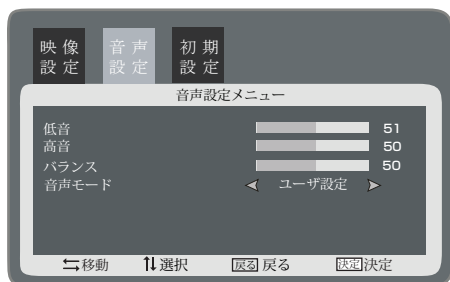 映像 音声 初期
設定 設定 設定
音声設定メニュー
低音 51
高音 50
バランス 50
音声モード ユーザ設定
移動 選択 戻る 戻る 決定 決定